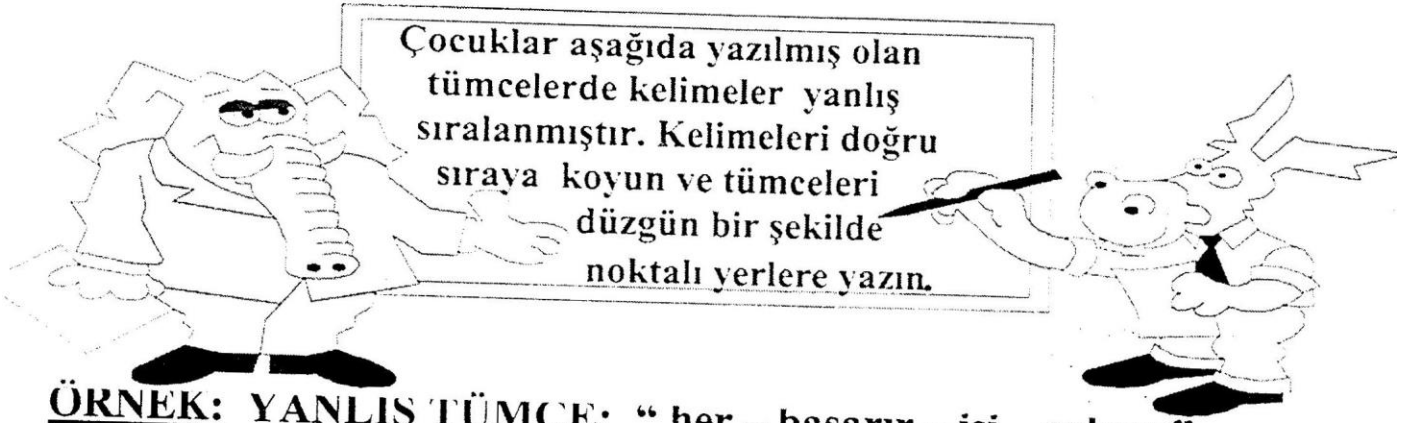 Çocuklar aşağıda yazılmış olan
tümcelerde kelimeler yanlış
sıralanmıştır. Kelimeleri doğru
sıraya koyun ve tümceleri
düzgün bir şekilde
noktalı yerlere yazın.
ÖRNEK: YANLIŞ TÜMCE: “ her başarır işi